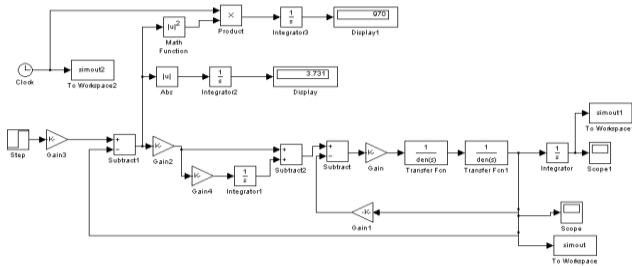 970
|u|²
×
1
s
Math
Function
Product
Integrator3
Display1
simout2
|u|
1
s
3.731
Clock
To Workspace2
Abs
Integrator2
Display
simout1
To Workspace1
+
−
K-
Step
Gain3
Subtract1
Gain2
+
+
+
−
K-
1
den(s)
1
den(s)
1
s
Subtract2
Subtract
Gain
Transfer Fcn
Transfer Fcn1
Integrator
Scope1
K-
1
s
Gain4
Integrator1
-K-
Gain1
Scope
simout
To Workspace